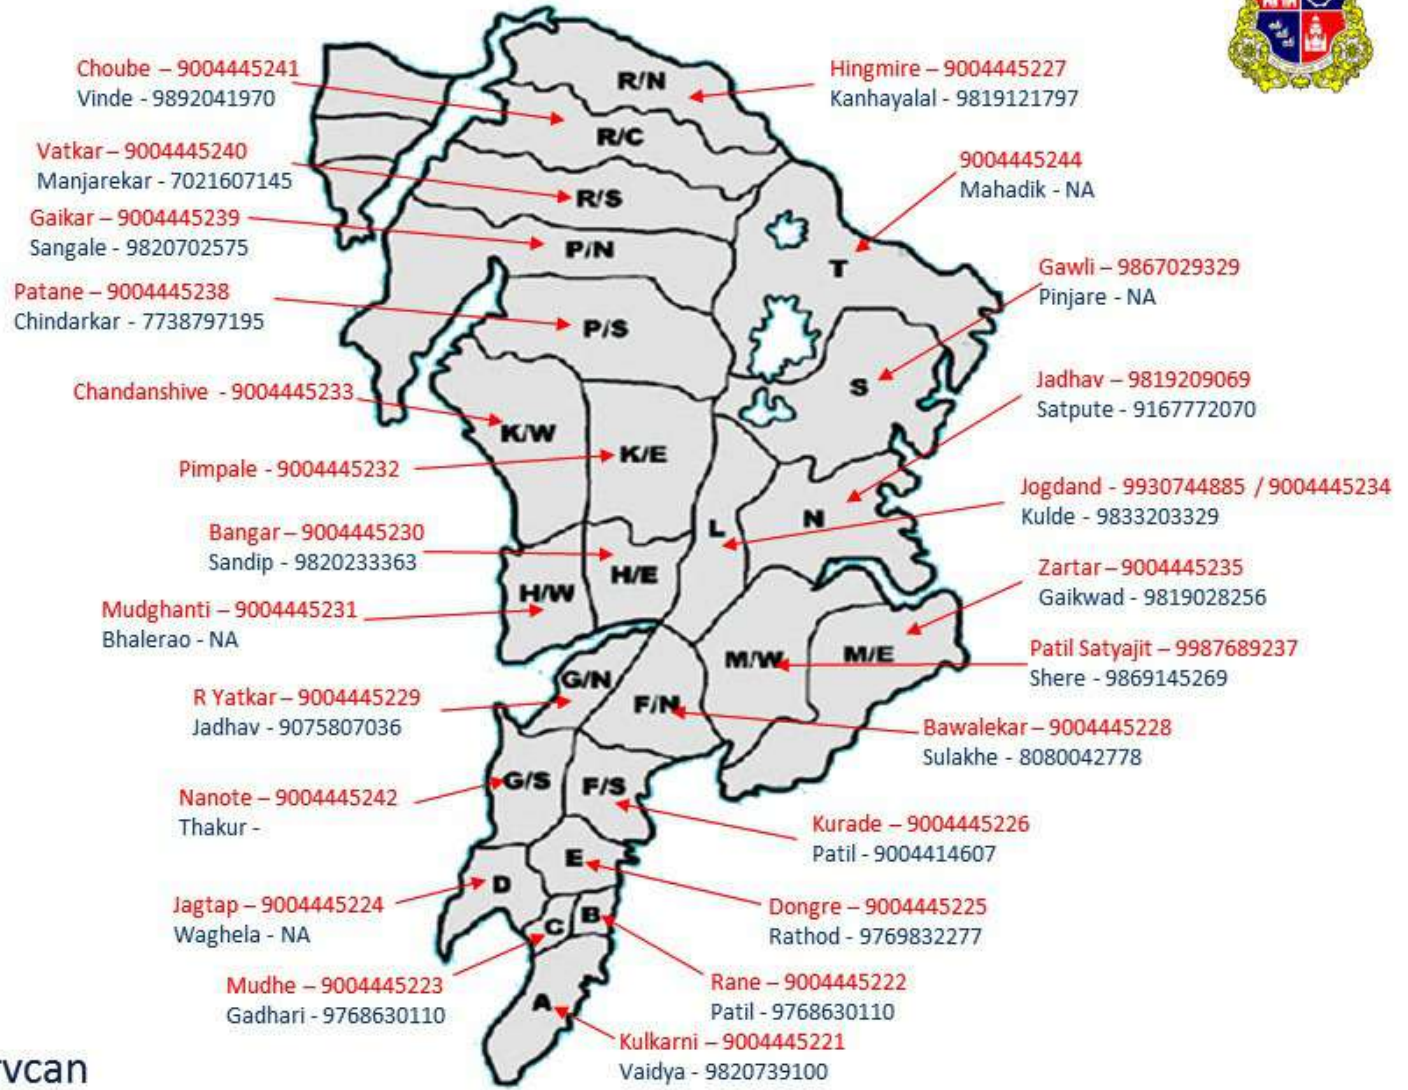 Choube – 9004445241
Vinde - 9892041970
R/N
Hingmire – 9004445227
Kanhayalal - 9819121797
R/C
Vatkar – 9004445240
Manjarekar - 7021607145
9004445244
Mahadik - NA
R/S
Gaikar – 9004445239
Sangale - 9820702575
P/N
T
Gawli – 9867029329
Pinjare - NA
Patane – 9004445238
Chindarkar - 7738797195
P/S
Chandanshive - 9004445233
S
Jadhav – 9819209069
Satpute - 9167772070
K/W
Pimpale - 9004445232
K/E
Jogdand - 9930744885 / 9004445234
Kulde - 9833203329
L
N
Bangar – 9004445230
Sandip - 9820233363
H/E
Zartar – 9004445235
Gaikwad - 9819028256
H/W
Mudghanti – 9004445231
Bhalerao - NA
M/W
M/E
Patil Satyajit – 9987689237
Shere - 9869145269
G/N
R Yatkar – 9004445229
Jadhav - 9075807036
F/N
Bawalekar – 9004445228
Sulakhe - 8080042778
G/S
F/S
Nanote – 9004445242
Thakur -
Kurade – 9004445226
Patil - 9004414607
E
D
Jagtap – 9004445224
Waghela - NA
Dongre – 9004445225
Rathod - 9769832277
C
B
Mudhe – 9004445223
Gadhari - 9768630110
Rane – 9004445222
Patil - 9768630110
A
Kulkarni – 9004445221
Vaidya - 9820739100